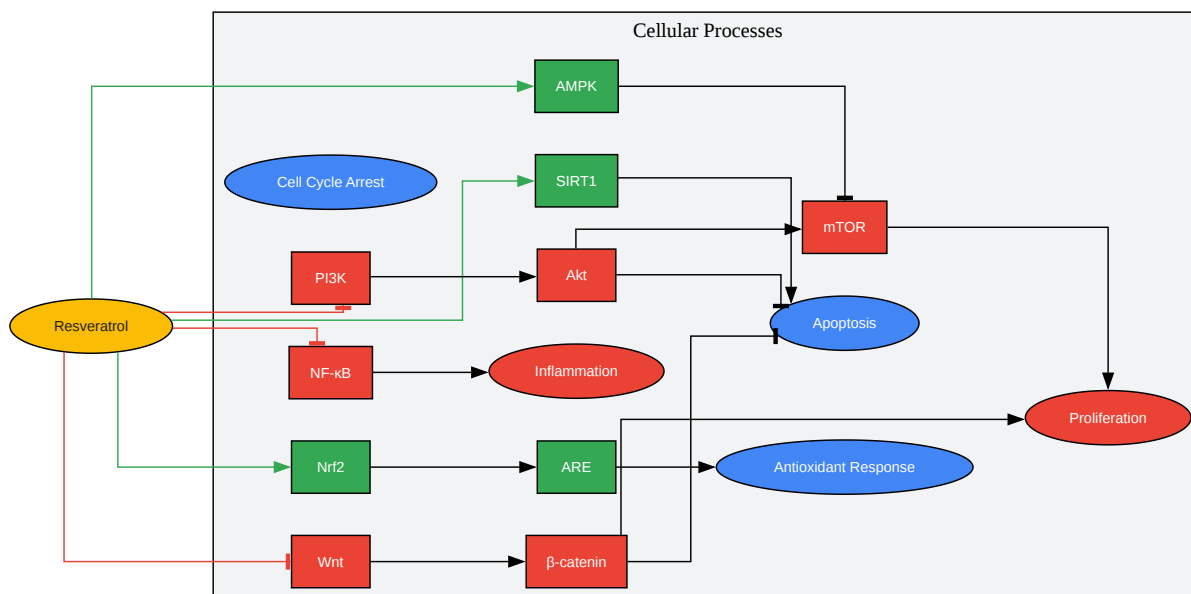 Cellular Processes
AMPK
Cell Cycle Arrest
SIRT1
mTOR
PI3K
Akt
Resveratrol
Apoptosis
NF-κB
Inflammation
Proliferation
Nrf2
ARE
Antioxidant Response
Wnt
β-catenin